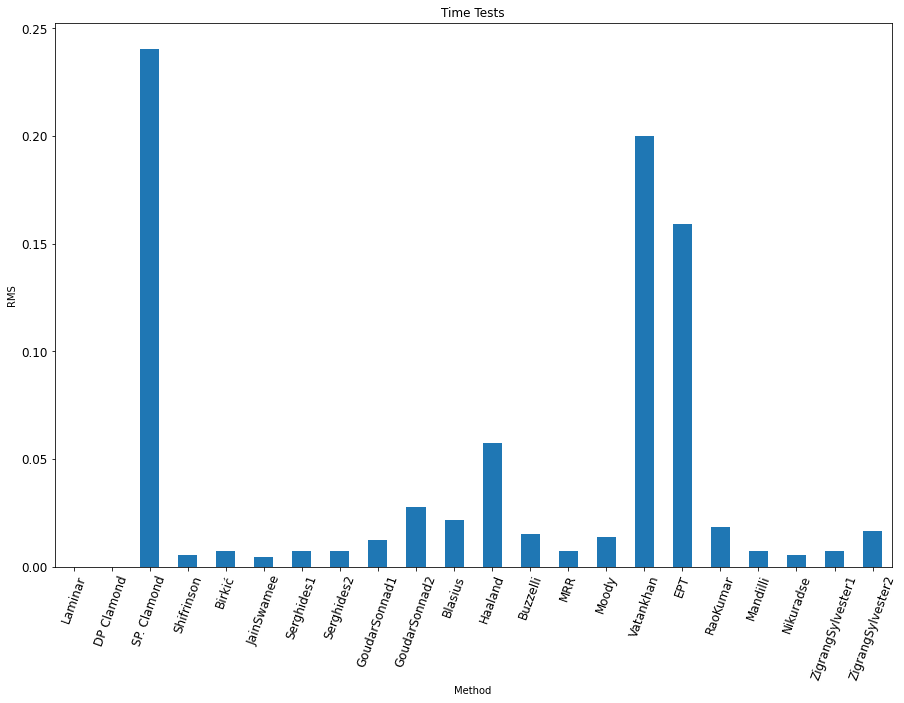 Time Tests
0.25
0.20
0.15
0.10
0.05
0.00
RMS
Laminar
DP Clamond
SP. Clamond
Shifrinson
Birkić
JainSwamee
Serghides1
Serghides2
GoudarSonnad1
GoudarSonnad2
Blasius
Haaland
Buzzelli
MRR
Moody
Vatankhan
EPT
RaoKumar
Mandilli
Nikuradse
ZigrangSylvester1
ZigrangSylvester2
Method